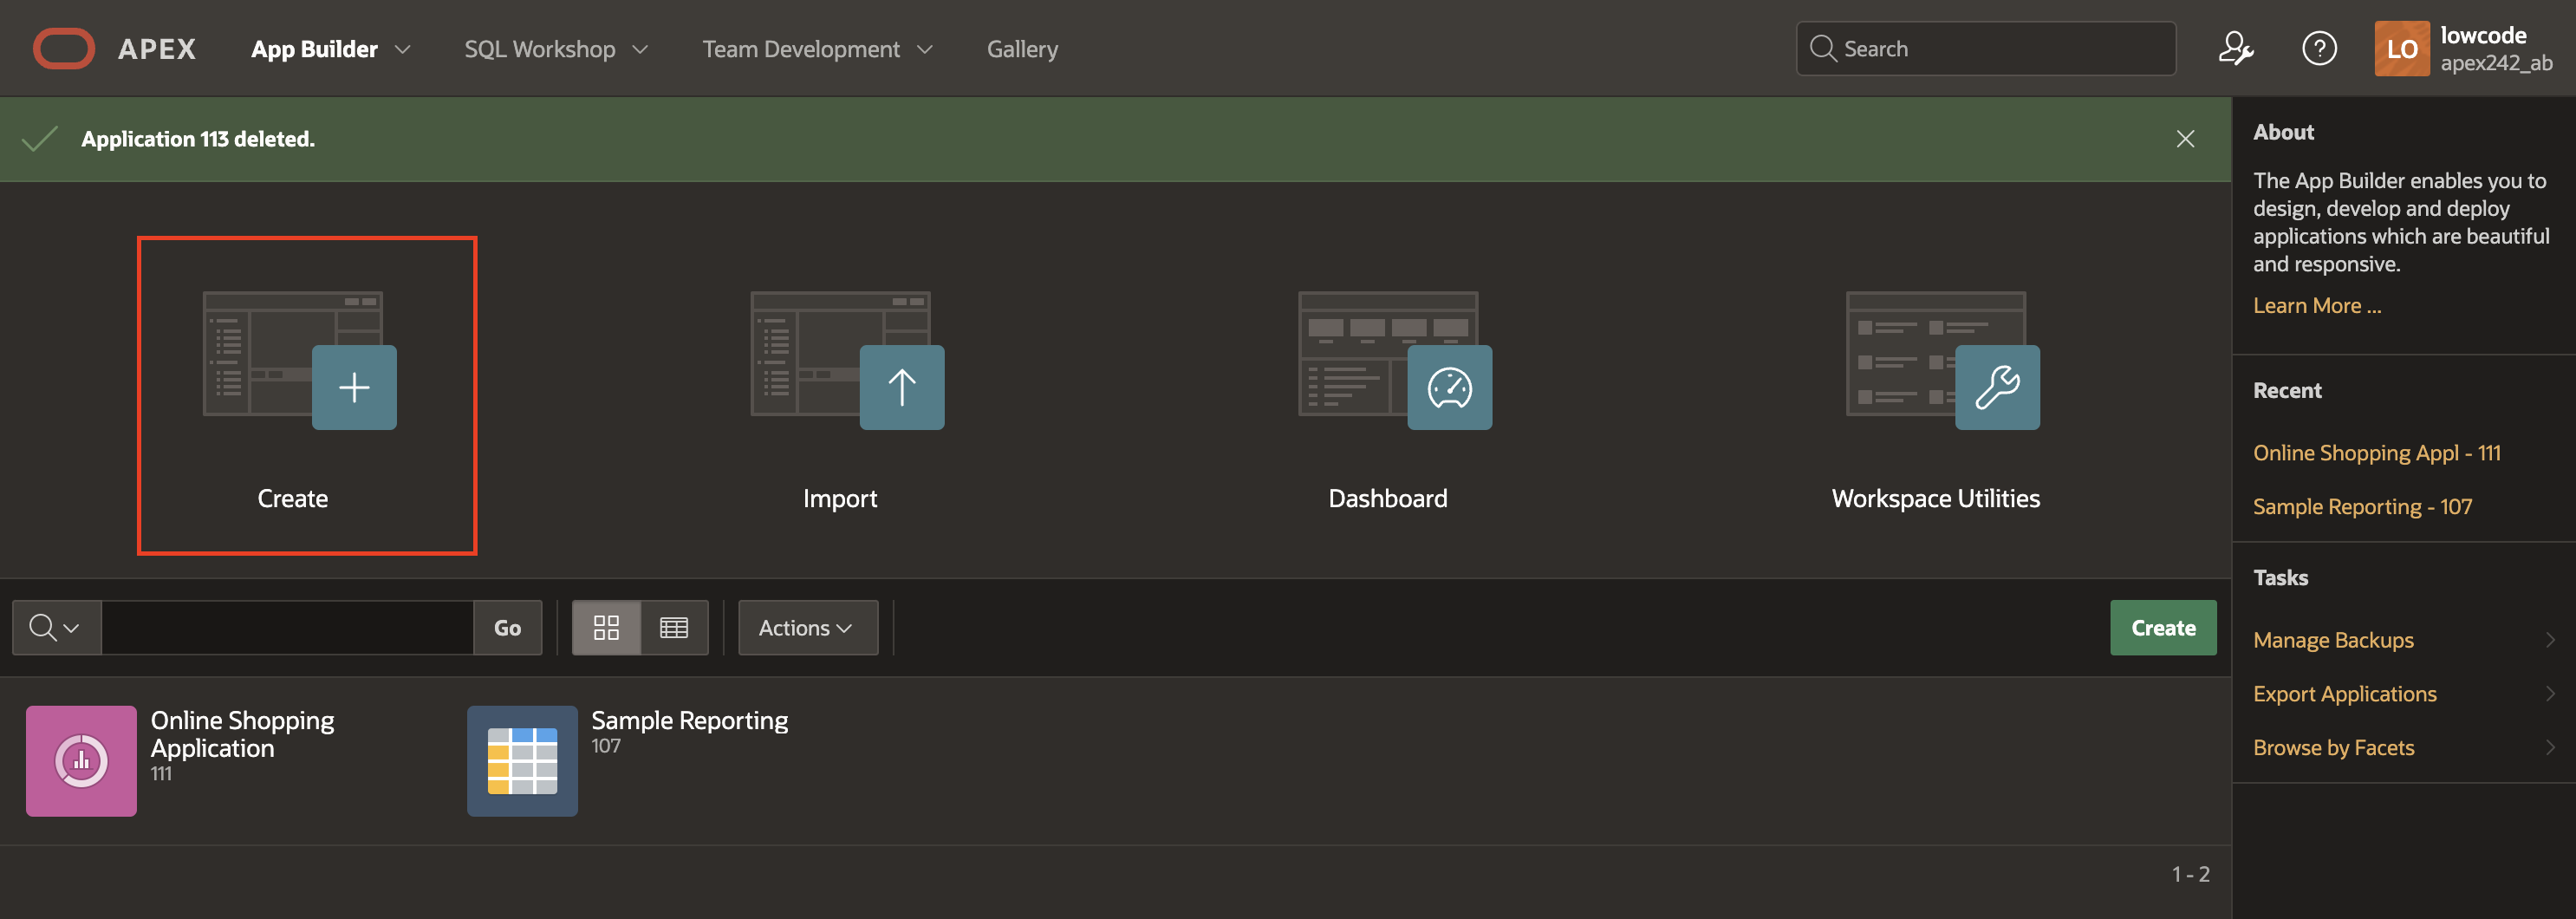 APEX
App Builder
SQL Workshop
Team Development
Gallery
Search
LO
lowcode
apex242_ab
Application 113 deleted.
Create
Import
Dashboard
Workspace Utilities
Go
Actions
Create
Online Shopping
Application
111
Sample Reporting
107
1 - 2
About
The App Builder enables you to
design, develop and deploy
applications which are beautiful
and responsive.
Learn More ...
Recent
Online Shopping Appl - 111
Sample Reporting - 107
Tasks
Manage Backups
Export Applications
Browse by Facets